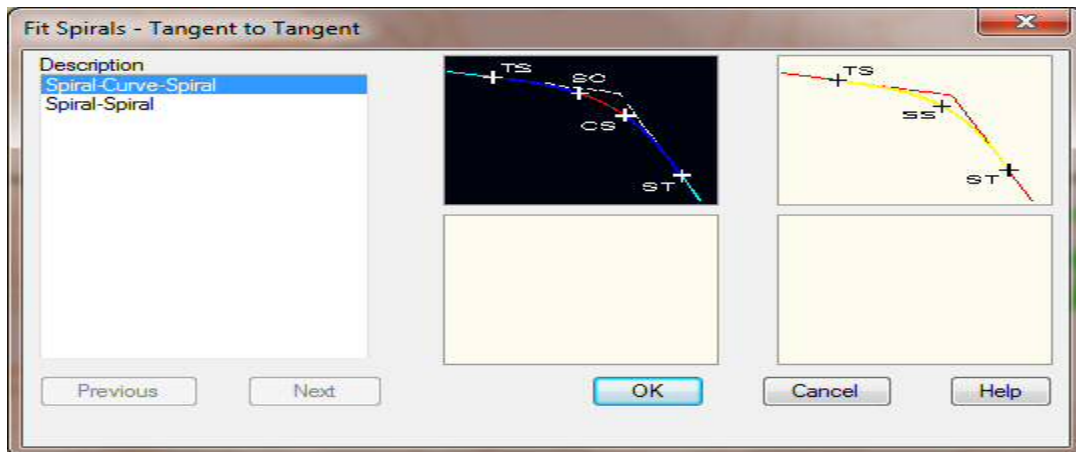 Fit Spirals - Tangent to Tangent
Description
Spiral-Curve-Spiral
Spiral-Spiral
TS
SC
CS
ST
TS
SS
ST
Previous
Next
OK
Cancel
Help